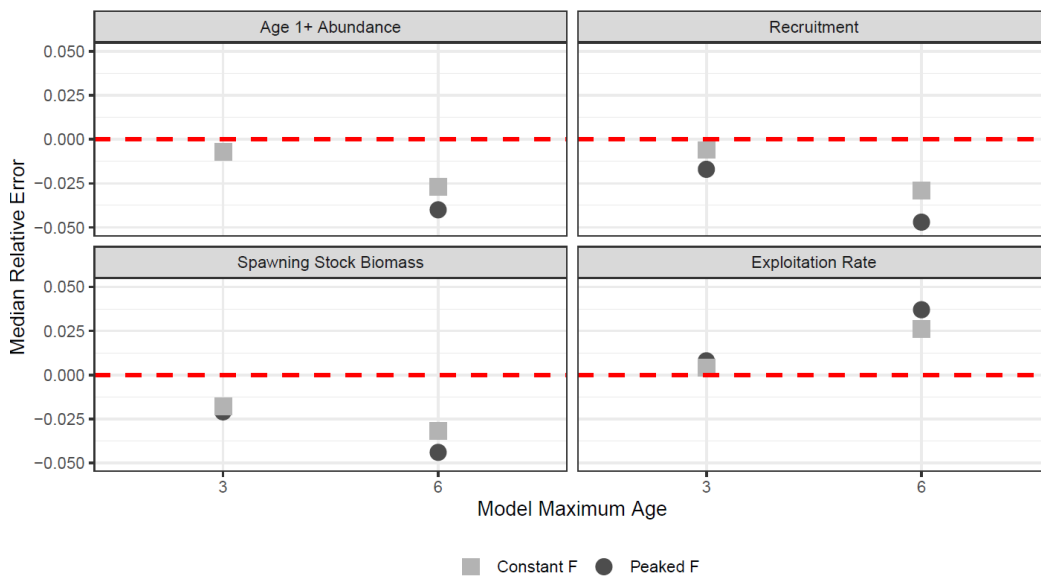 Age 1+ Abundance
Recruitment
0.050
0.025
0.000
−0.025
−0.050
Spawning Stock Biomass
Exploitation Rate
0.050
0.025
0.000
−0.025
−0.050
Median Relative Error
3
6
3
6
Model Maximum Age
Constant F
Peaked F